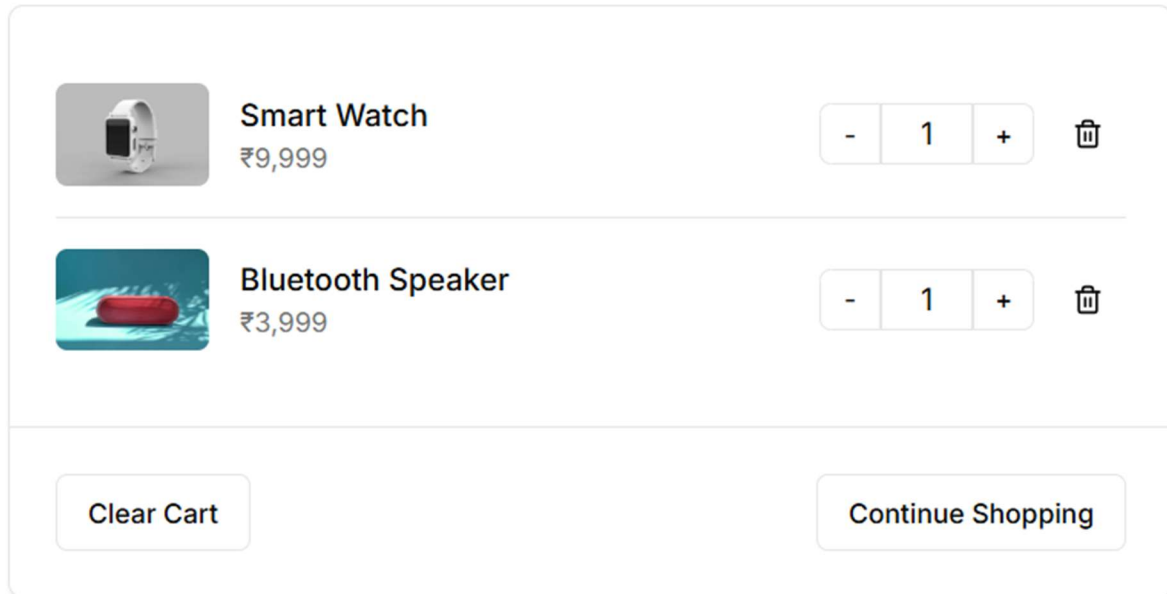 Smart Watch
₹9,999
- 1 +
Bluetooth Speaker
₹3,999
- 1 +
Clear Cart
Continue Shopping